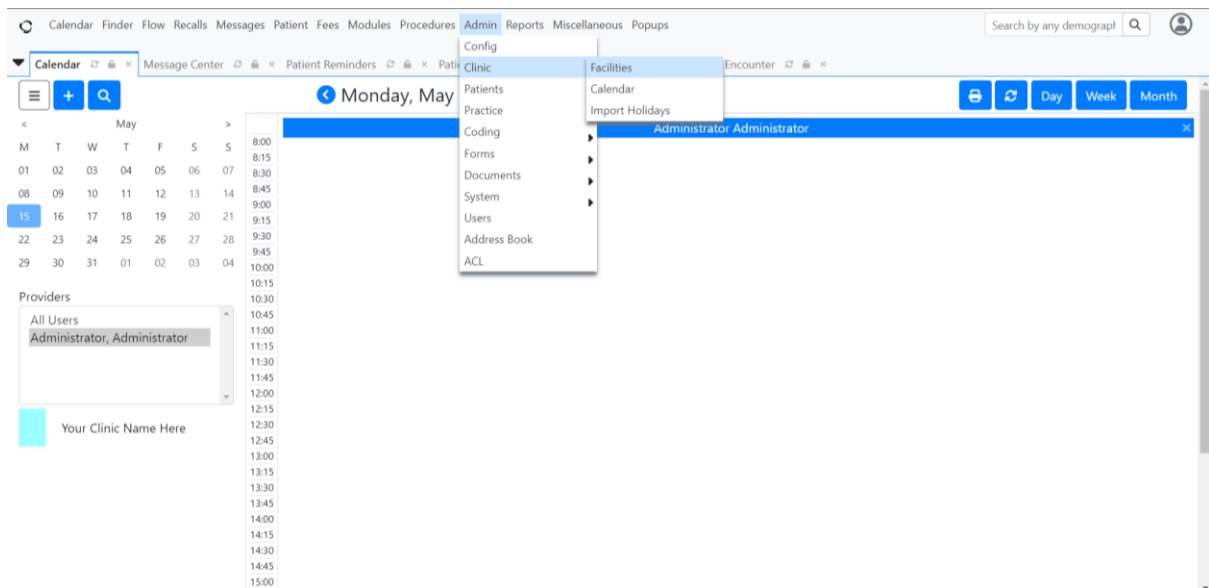 Calendar Finder Flow Recalls Messages Patient Fees Modules Procedures Admin Reports Miscellaneous Popups
Search by any demograpl
Calendar
Message Center
Patient Reminders
Pati
Encounter
Config
Clinic
Patients
Practice
Coding
Forms
Documents
System
Users
Address Book
ACL
Facilities
Calendar
Import Holidays
Monday, May
Day
Week
Month
Administrator Administrator
< May >
M T W T F S S
01 02 03 04 05 06 07
08 09 10 11 12 13 14
15 16 17 18 19 20 21
22 23 24 25 26 27 28
29 30 31 01 02 03 04
Providers
All Users
Administrator, Administrator
Your Clinic Name Here
8:00
8:15
8:30
8:45
9:00
9:15
9:30
9:45
10:00
10:15
10:30
10:45
11:00
11:15
11:30
11:45
12:00
12:15
12:30
12:45
13:00
13:15
13:30
13:45
14:00
14:15
14:30
14:45
15:00